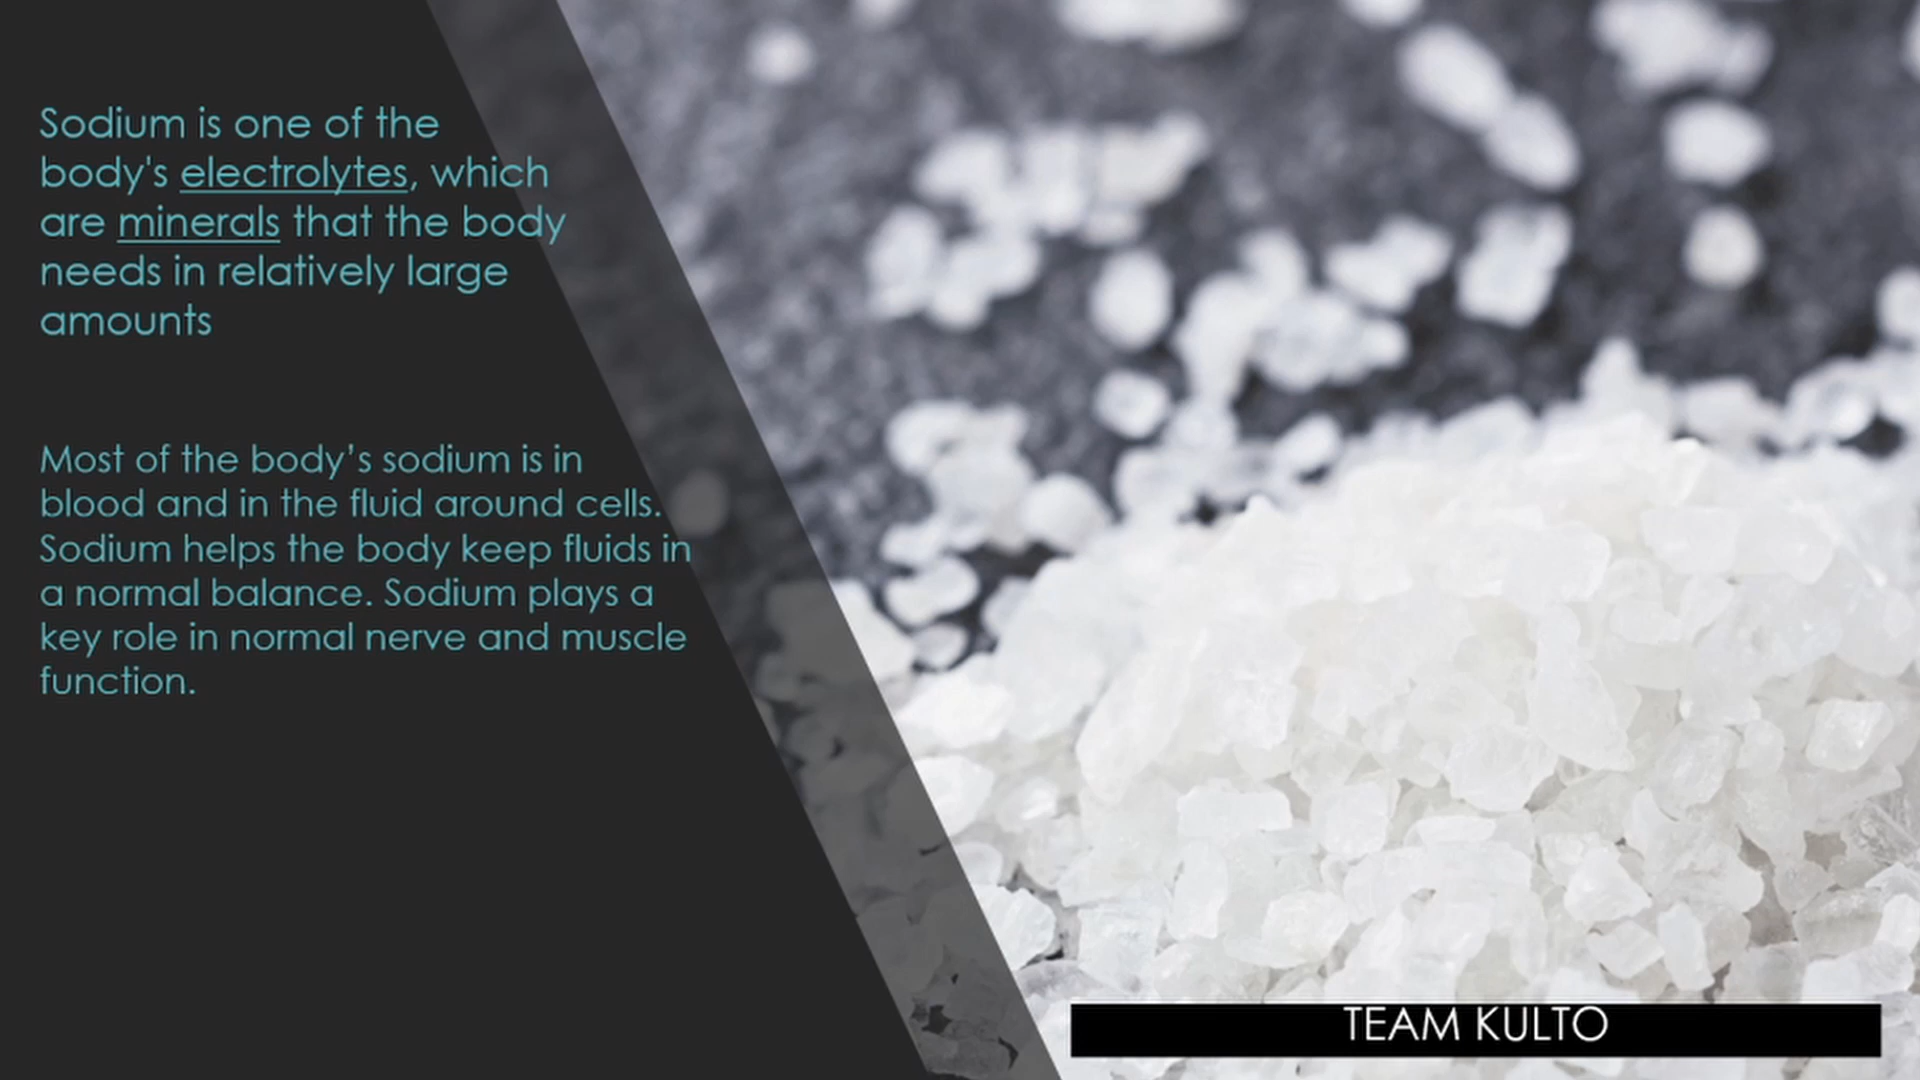 Sodium is one of the
body's electrolytes, which
are minerals that the body
needs in relatively large
amounts
Most of the body’s sodium is in
blood and in the fluid around cells.
Sodium helps the body keep fluids in
a normal balance. Sodium plays a
key role in normal nerve and muscle
function.
TEAM KULTO